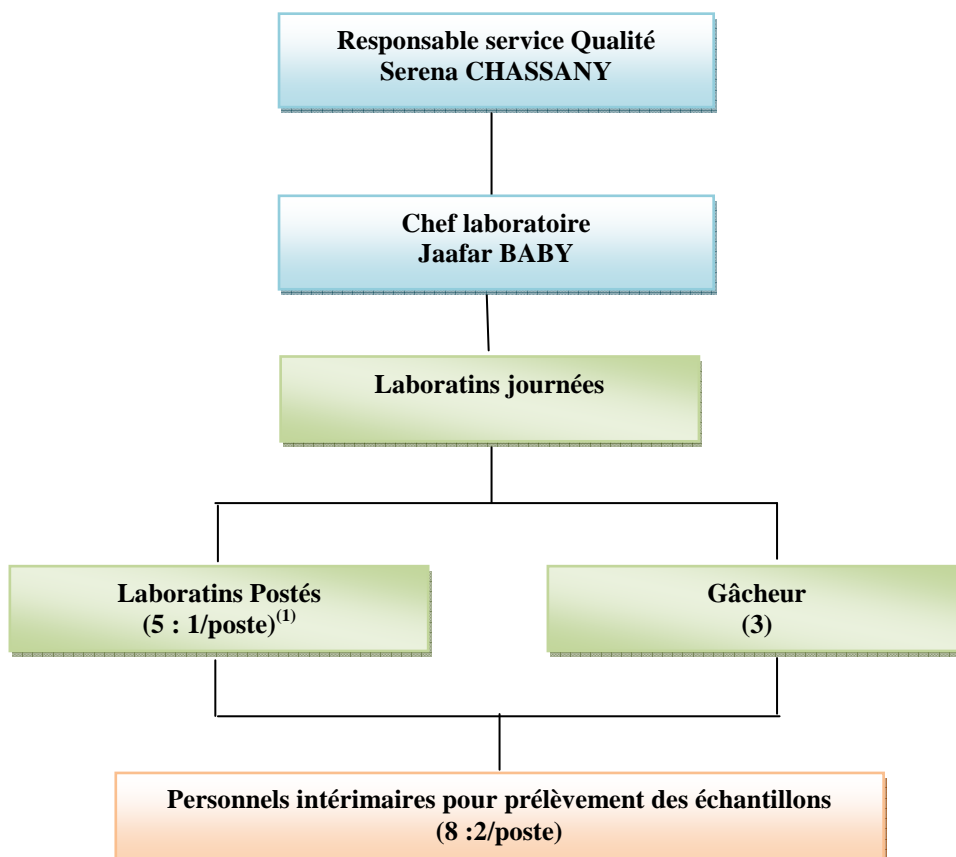 Responsable service Qualité
Serena CHASSANY
Chef laboratoire
Jaafar BABY
Laboratins journées
Laboratins Postés
(5 : 1/poste)(1)
Gâcheur
(3)
Personnels intérimaires pour prélèvement des échantillons
(8 :2/poste)